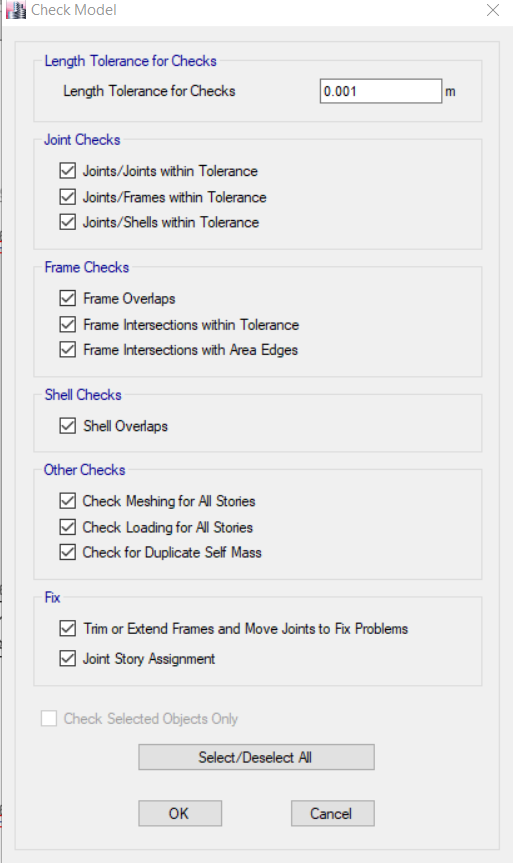 Check Model
Length Tolerance for Checks
Length Tolerance for Checks 0.001 m
Joint Checks
Joints/Joints within Tolerance
Joints/Frames within Tolerance
Joints/Shells within Tolerance
Frame Checks
Frame Overlaps
Frame Intersections within Tolerance
Frame Intersections with Area Edges
Shell Checks
Shell Overlaps
Other Checks
Check Meshing for All Stories
Check Loading for All Stories
Check for Duplicate Self Mass
Fix
Trim or Extend Frames and Move Joints to Fix Problems
Joint Story Assignment
Check Selected Objects Only
Select/Deselect All
OK Cancel